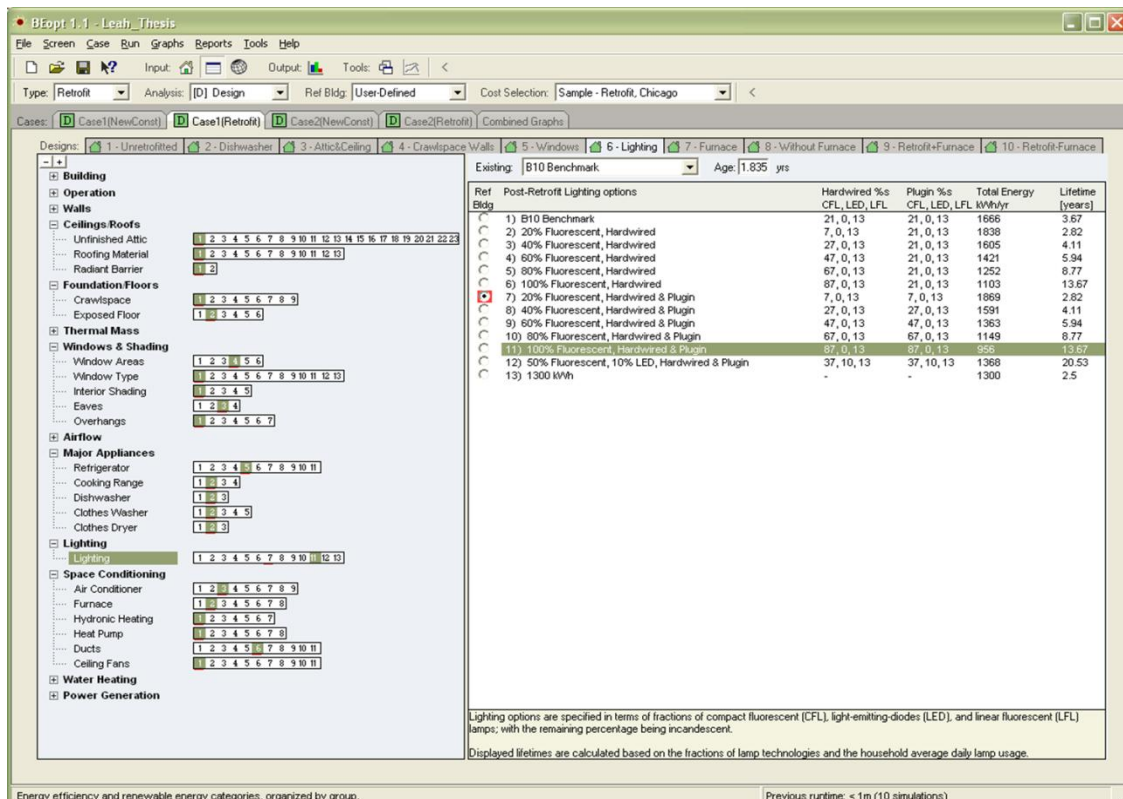 BEopt 1.1 - Leah_Thesis
File Screen Case Run Graphs Reports Tools Help
Input: Output: Tools: <
Type: Retrofit Analysis: [D] Design Ref Bldg: User-Defined Cost Selection: Sample - Retrofit, Chicago <
Cases: D Case1(NewConst) D Case1(Retrofit) D Case2(NewConst) D Case2(Retrofit) Combined Graphs
Designs: 1 - Unretrofitted 2 - Dishwasher 3 - Attic&Ceiling 4 - Crawlspace Walls 5 - Windows 6 - Lighting 7 - Furnace 8 - Without Furnace 9 - Retrofit+Furnace 10 - Retrofit-Furnace
- +
Building
Operation
Walls
Ceilings/Roofs
Unfinished Attic 1 2 3 4 5 6 7 8 9 10 11 12 13 14 15 16 17 18 19 20 21 22 23
Roofing Material 1 2 3 4 5 6 7 8 9 10 11 12 13
Radiant Barrier 1 2
Foundation/Floors
Crawlspace 1 2 3 4 5 6 7 8 9
Exposed Floor 1 2 3 4 5 6
Thermal Mass
Windows & Shading
Window Areas 1 2 3 4 5 6
Window Type 1 2 3 4 5 6 7 8 9 10 11 12 13
Interior Shading 1 2 3 4 5
Eaves 1 2 3 4
Overhangs 1 2 3 4 5 6 7
Airflow
Major Appliances
Refrigerator 1 2 3 4 5 6 7 8 9 10 11
Cooking Range 1 2 3 4
Dishwasher 1 2 3
Clothes Washer 1 2 3 4 5
Clothes Dryer 1 2 3
Lighting
Lighting 1 2 3 4 5 6 7 8 9 10 11 12 13
Space Conditioning
Air Conditioner 1 2 3 4 5 6 7 8 9
Furnace 1 2 3 4 5 6 7 8
Hydronic Heating 1 2 3 4 5 6 7
Heat Pump 1 2 3 4 5 6 7 8
Ducts 1 2 3 4 5 6 7 8 9 10 11
Ceiling Fans 1 2 3 4 5 6 7 8 9 10 11
Water Heating
Power Generation
Existing: B10 Benchmark Age: 1.835 yrs
Ref Post-Retrofit Lighting options Hardwired %s Plugin %s Total Energy Lifetime
Bldg CFL, LED, LFL CFL, LED, LFL kWh/yr [years]
1) B10 Benchmark 21, 0, 13 21, 0, 13 1666 3.67
2) 20% Fluorescent, Hardwired 7, 0, 13 21, 0, 13 1838 2.82
3) 40% Fluorescent, Hardwired 27, 0, 13 21, 0, 13 1605 4.11
4) 60% Fluorescent, Hardwired 47, 0, 13 21, 0, 13 1421 5.94
5) 80% Fluorescent, Hardwired 67, 0, 13 21, 0, 13 1252 8.77
6) 100% Fluorescent, Hardwired 87, 0, 13 21, 0, 13 1103 13.67
7) 20% Fluorescent, Hardwired & Plugin 7, 0, 13 7, 0, 13 1869 2.82
8) 40% Fluorescent, Hardwired & Plugin 27, 0, 13 27, 0, 13 1591 4.11
9) 60% Fluorescent, Hardwired & Plugin 47, 0, 13 47, 0, 13 1363 5.94
10) 80% Fluorescent, Hardwired & Plugin 67, 0, 13 67, 0, 13 1149 8.77
11) 100% Fluorescent, Hardwired & Plugin 87, 0, 13 87, 0, 13 956 13.67
12) 50% Fluorescent, 10% LED, Hardwired & Plugin 37, 10, 13 37, 10, 13 1368 20.53
13) 1300 kWh - - 1300 2.5
Lighting options are specified in terms of fractions of compact fluorescent (CFL), light-emitting-diodes (LED), and linear fluorescent (LFL)
lamps; with the remaining percentage being incandescent.
Displayed lifetimes are calculated based on the fractions of lamp technologies and the household average daily lamp usage.
Energy efficiency and renewable energy categories, organized by group. Previous runtime: < 1m (10 simulations)